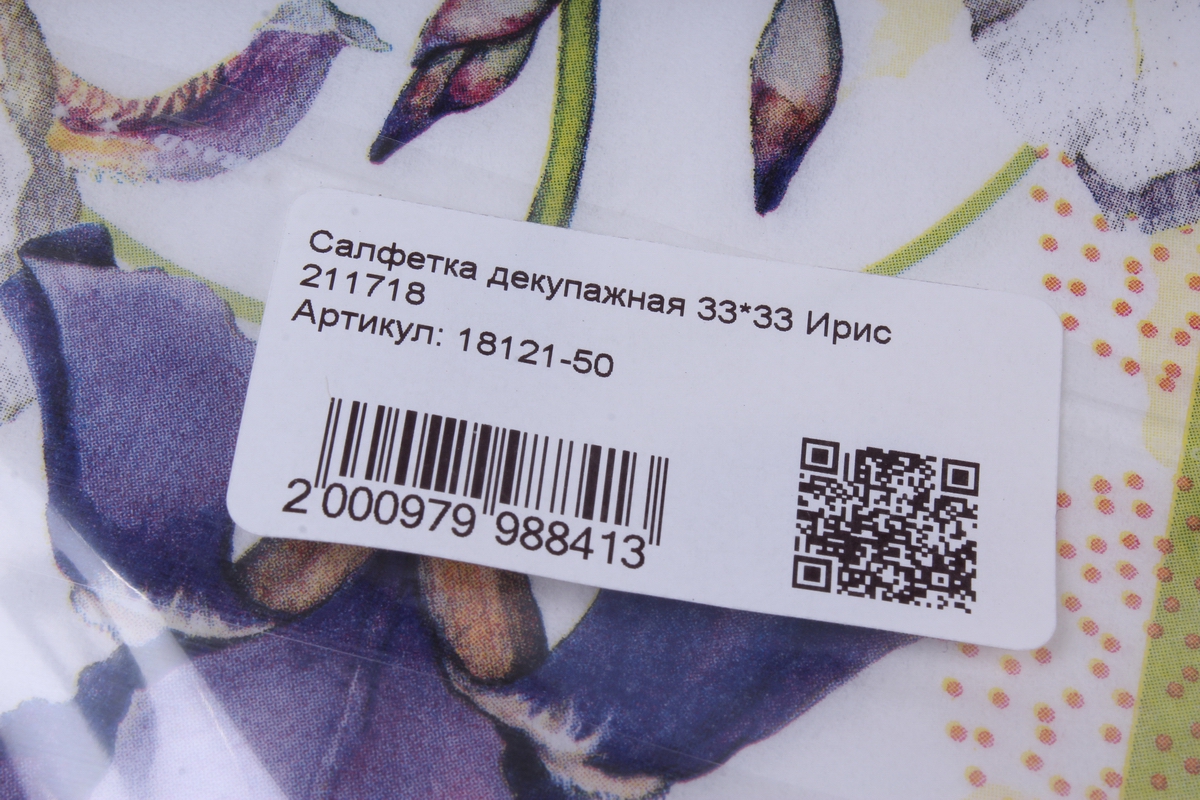 Салфетка декупажная 33*33 Ирис
211718
Артикул: 18121-50
2 000979 988413